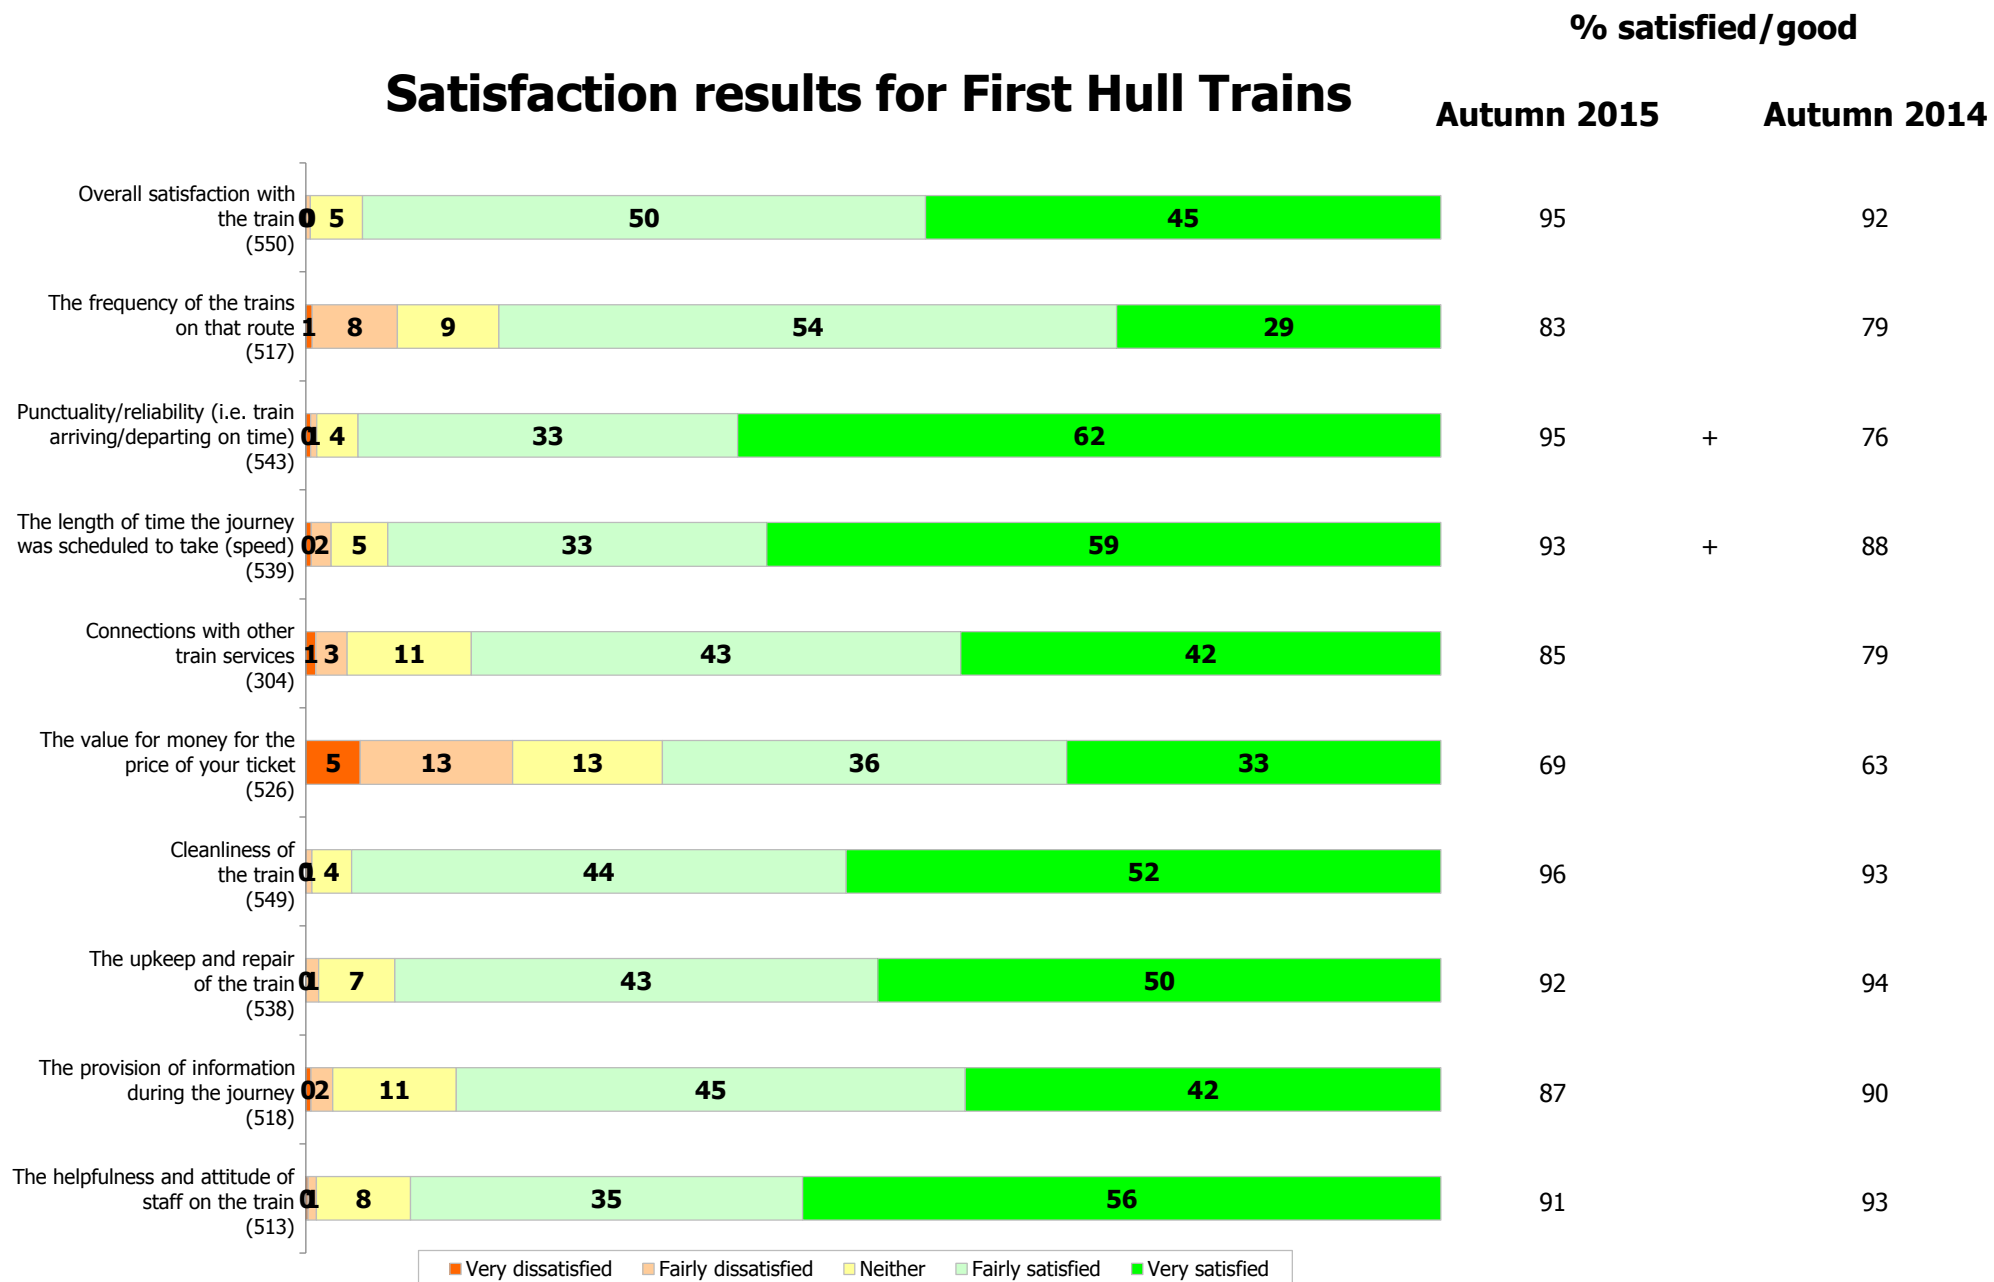 % satisfied/good
Satisfaction results for First Hull Trains
Autumn 2015 Autumn 2014
Overall satisfaction with
the train
(550)
0 0 5 50 45 95 92
The frequency of the trains
on that route
(517)
1 8 9 54 29 83 79
Punctuality/reliability (i.e. train
arriving/departing on time)
(543)
0 1 4 33 62 95 + 76
The length of time the journey
was scheduled to take (speed)
(539)
0 2 5 33 59 93 + 88
Connections with other
train services
(304)
1 3 11 43 42 85 79
The value for money for the
price of your ticket
(526)
5 13 13 36 33 69 63
Cleanliness of
the train
(549)
0 1 4 44 52 96 93
The upkeep and repair
of the train
(538)
0 1 7 43 50 92 94
The provision of information
during the journey
(518)
0 2 11 45 42 87 90
The helpfulness and attitude of
staff on the train
(513)
0 1 8 35 56 91 93
Very dissatisfied Fairly dissatisfied Neither Fairly satisfied Very satisfied